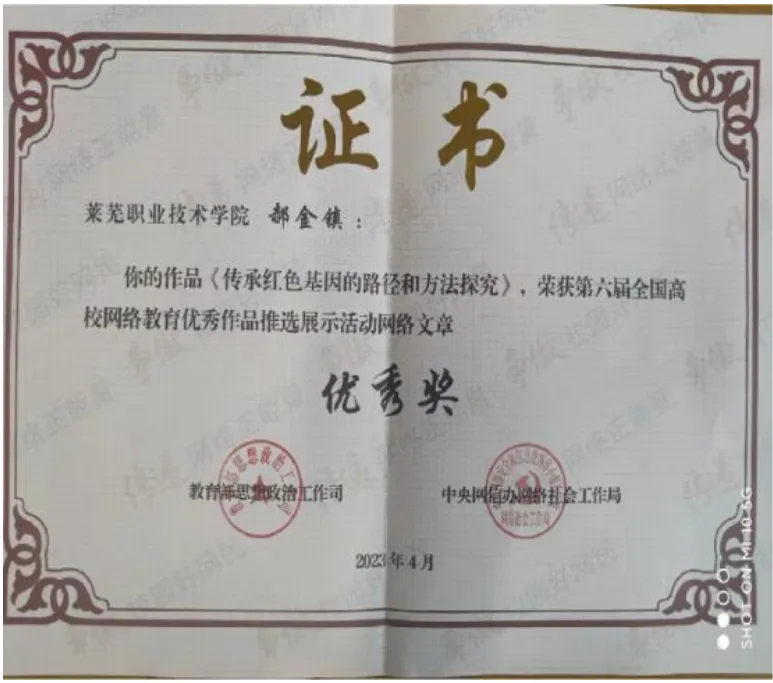 证书
莱芜职业技术学院 郝金镇：
你的作品《传承红色基因的路径和方法探究》，荣获第六届全国高
校网络教育优秀作品推选展示活动网络文章
优秀奖
教育部思想政治工作司
中央网信办网络社会工作局
2023年4月
SHOT ON MI 10 5G